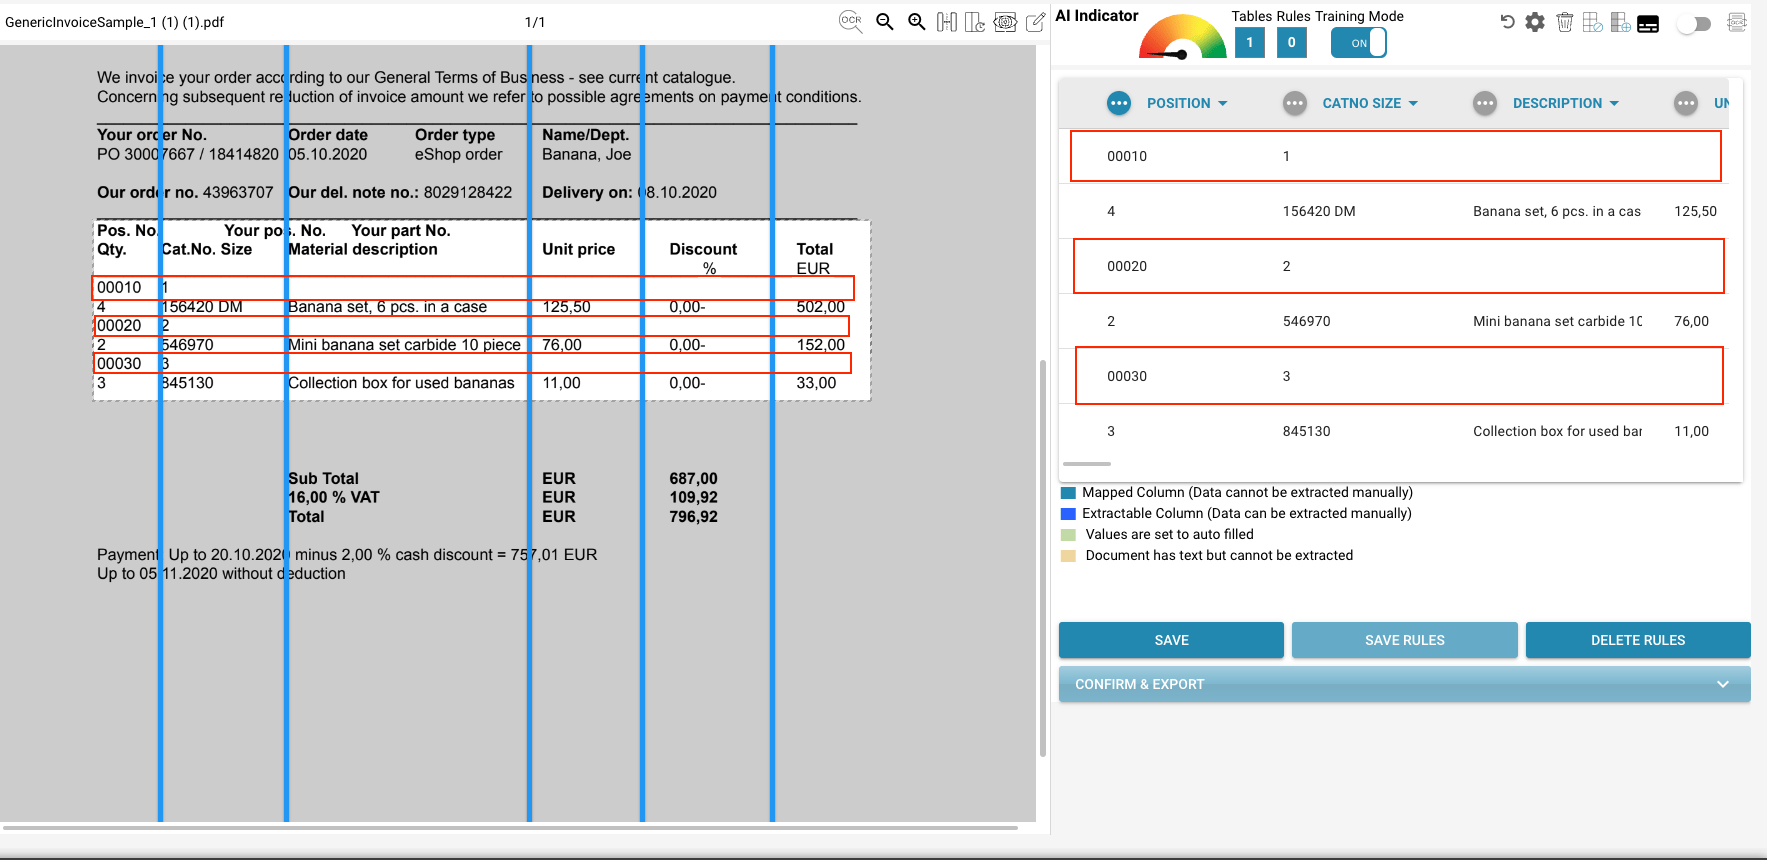 GenericInvoiceSample_1 (1) (1).pdf
1/1
OCR
We invoice your order according to our General Terms of Business - see current catalogue.
Concerning subsequent reduction of invoice amount we refer to possible agreements on payment conditions.
Your order No. Order date Order type Name/Dept.
PO 30007667 / 18414820 05.10.2020 eShop order Banana, Joe
Our order no. 43963707 Our del. note no.: 8029128422 Delivery on: 08.10.2020
Pos. No. Your pos. No. Your part No.
Qty. Cat.No. Size Material description Unit price Discount Total
% EUR
00010 1
4 156420 DM Banana set, 6 pcs. in a case 125,50 0,00- 502,00
00020 2
2 546970 Mini banana set carbide 10 piece 76,00 0,00- 152,00
00030 3
3 845130 Collection box for used bananas 11,00 0,00- 33,00
Sub Total EUR 687,00
16,00 % VAT EUR 109,92
Total EUR 796,92
Payment Up to 20.10.2020 minus 2,00 % cash discount = 757,01 EUR
Up to 05.11.2020 without deduction
AI Indicator
Tables Rules Training Mode
1 0 ON
POSITION CATNO SIZE DESCRIPTION UN
00010 1
4 156420 DM Banana set, 6 pcs. in a cas 125,50
00020 2
2 546970 Mini banana set carbide 10 76,00
00030 3
3 845130 Collection box for used bar 11,00
Mapped Column (Data cannot be extracted manually)
Extractable Column (Data can be extracted manually)
Values are set to auto filled
Document has text but cannot be extracted
SAVE SAVE RULES DELETE RULES
CONFIRM & EXPORT